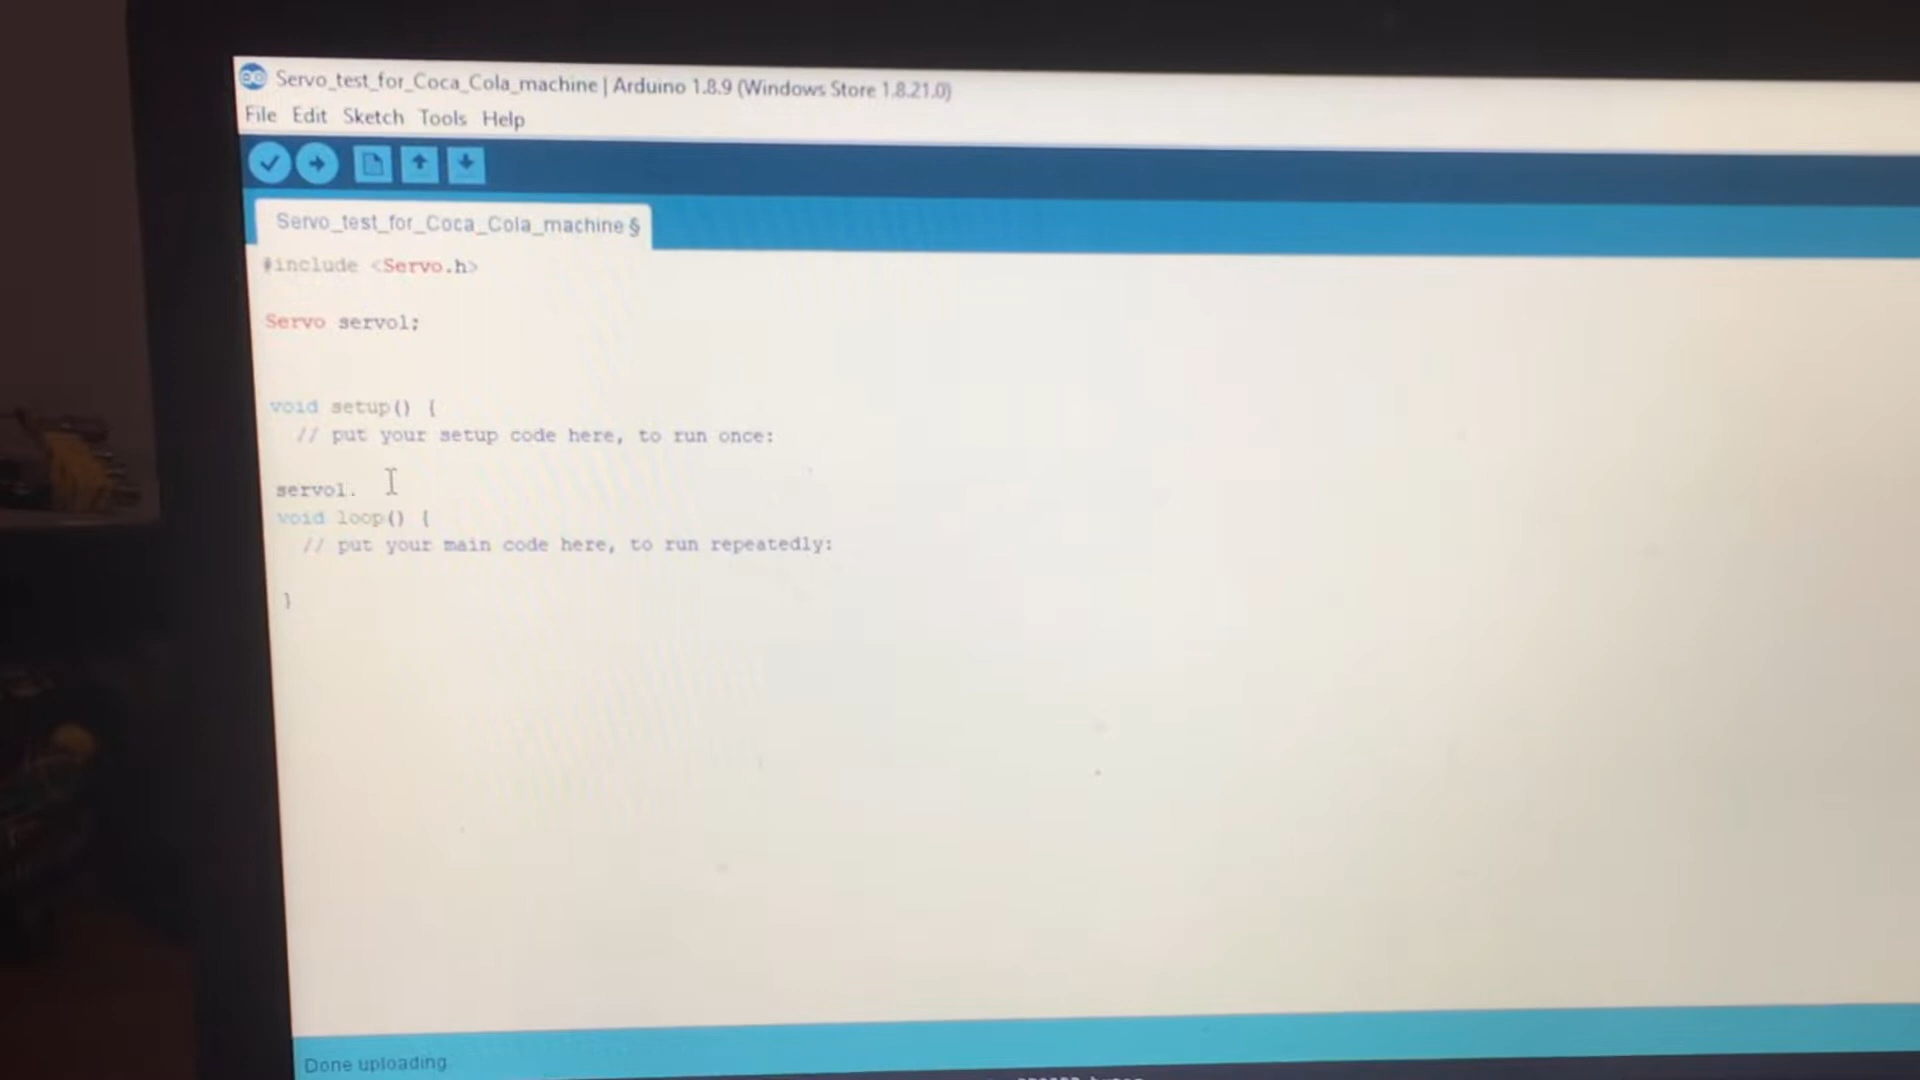 Servo_test_for_Coca_Cola_machine | Arduino 1.8.9 (Windows Store 1.8.21.0)
File Edit Sketch Tools Help
Servo_test_for_Coca_Cola_machine §
#include <Servo.h>
Servo servo1;
void setup() {
// put your setup code here, to run once:
servo1.
void loop() {
// put your main code here, to run repeatedly:
}
Done uploading.